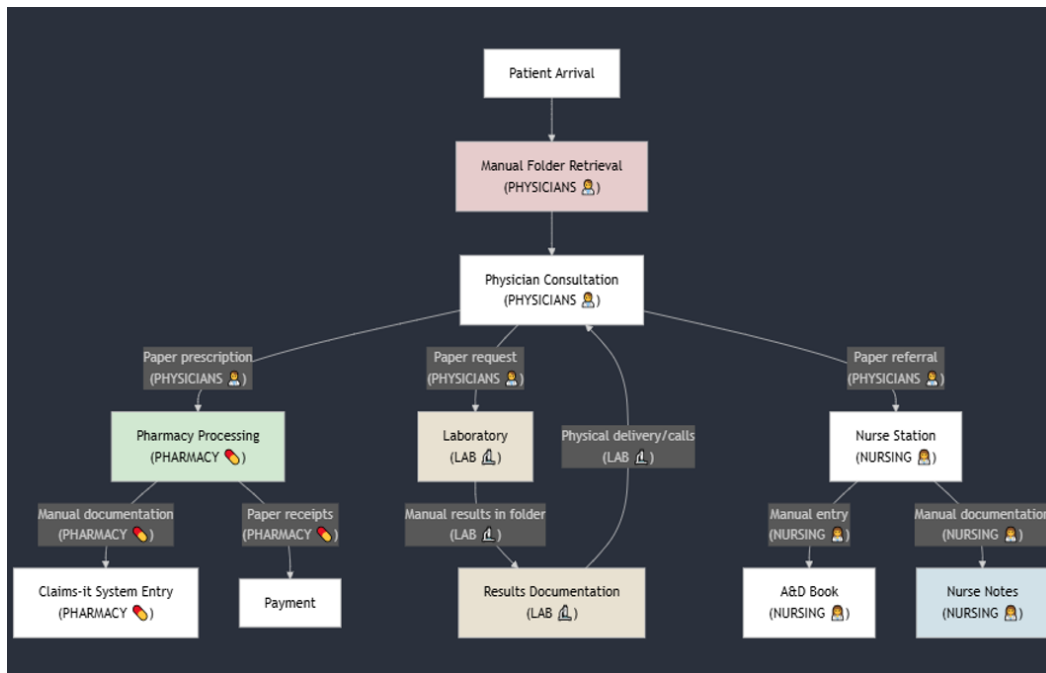 Patient Arrival
Manual Folder Retrieval
(PHYSICIANS 👩‍⚕️)
Physician Consultation
(PHYSICIANS 👩‍⚕️)
Paper prescription
(PHYSICIANS 👩‍⚕️)
Paper request
(PHYSICIANS 👩‍⚕️)
Paper referral
(PHYSICIANS 👩‍⚕️)
Pharmacy Processing
(PHARMACY 💊)
Laboratory
(LAB 🔬)
Physical delivery/calls
(LAB 🔬)
Nurse Station
(NURSING 👩‍⚕️)
Manual documentation
(PHARMACY 💊)
Paper receipts
(PHARMACY 💊)
Manual results in folder
(LAB 🔬)
Manual entry
(NURSING 👩‍⚕️)
Manual documentation
(NURSING 👩‍⚕️)
Claims-it System Entry
(PHARMACY 💊)
Payment
Results Documentation
(LAB 🔬)
A&D Book
(NURSING 👩‍⚕️)
Nurse Notes
(NURSING 👩‍⚕️)